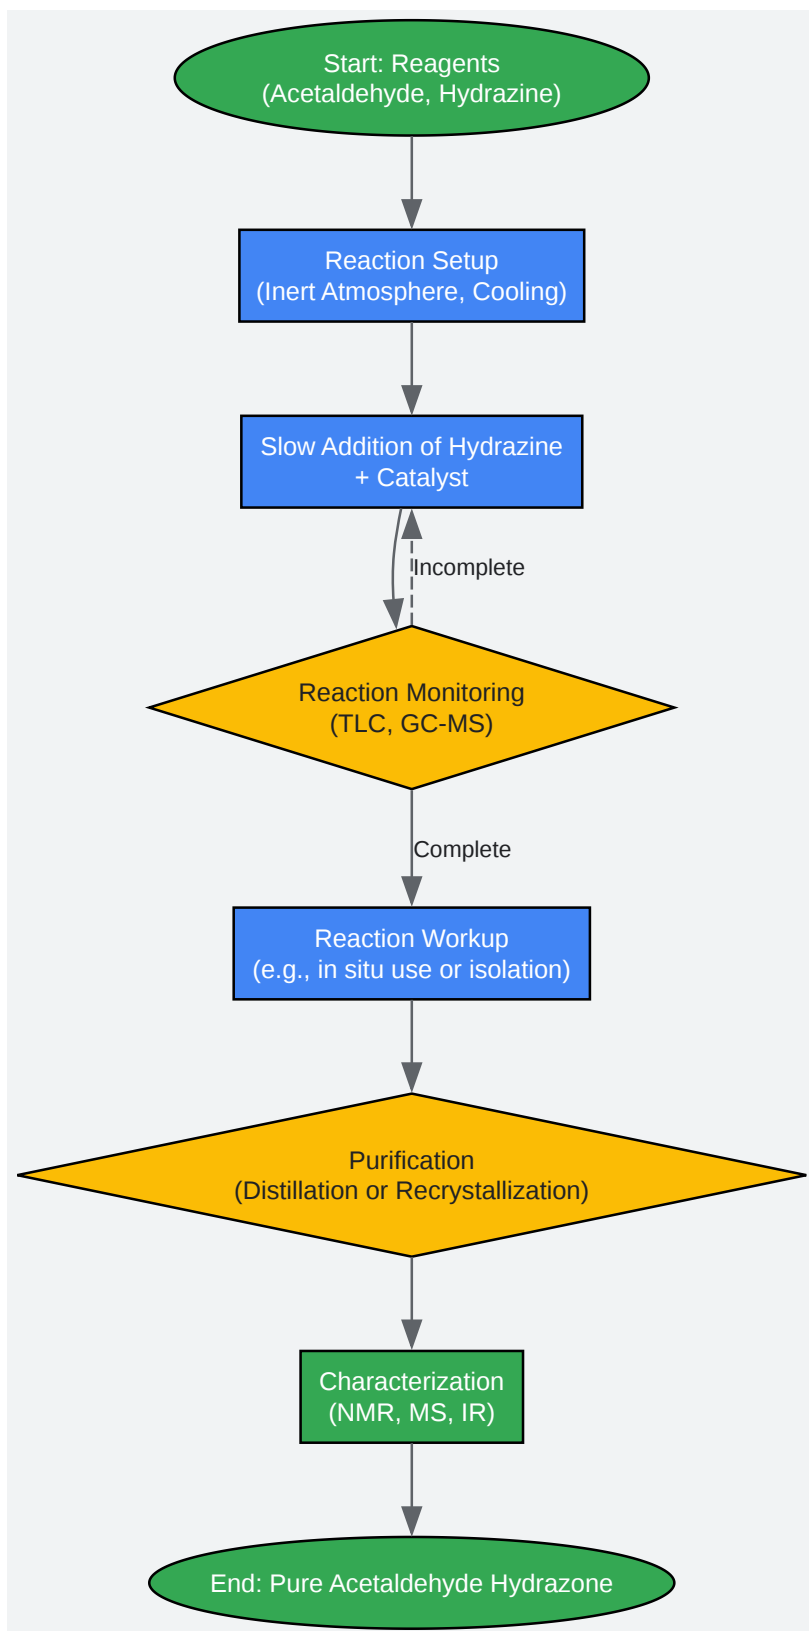 Start: Reagents
(Acetaldehyde, Hydrazine)
Reaction Setup
(Inert Atmosphere, Cooling)
Slow Addition of Hydrazine
+ Catalyst
Incomplete
Reaction Monitoring
(TLC, GC-MS)
Complete
Reaction Workup
(e.g., in situ use or isolation)
Purification
(Distillation or Recrystallization)
Characterization
(NMR, MS, IR)
End: Pure Acetaldehyde Hydrazone